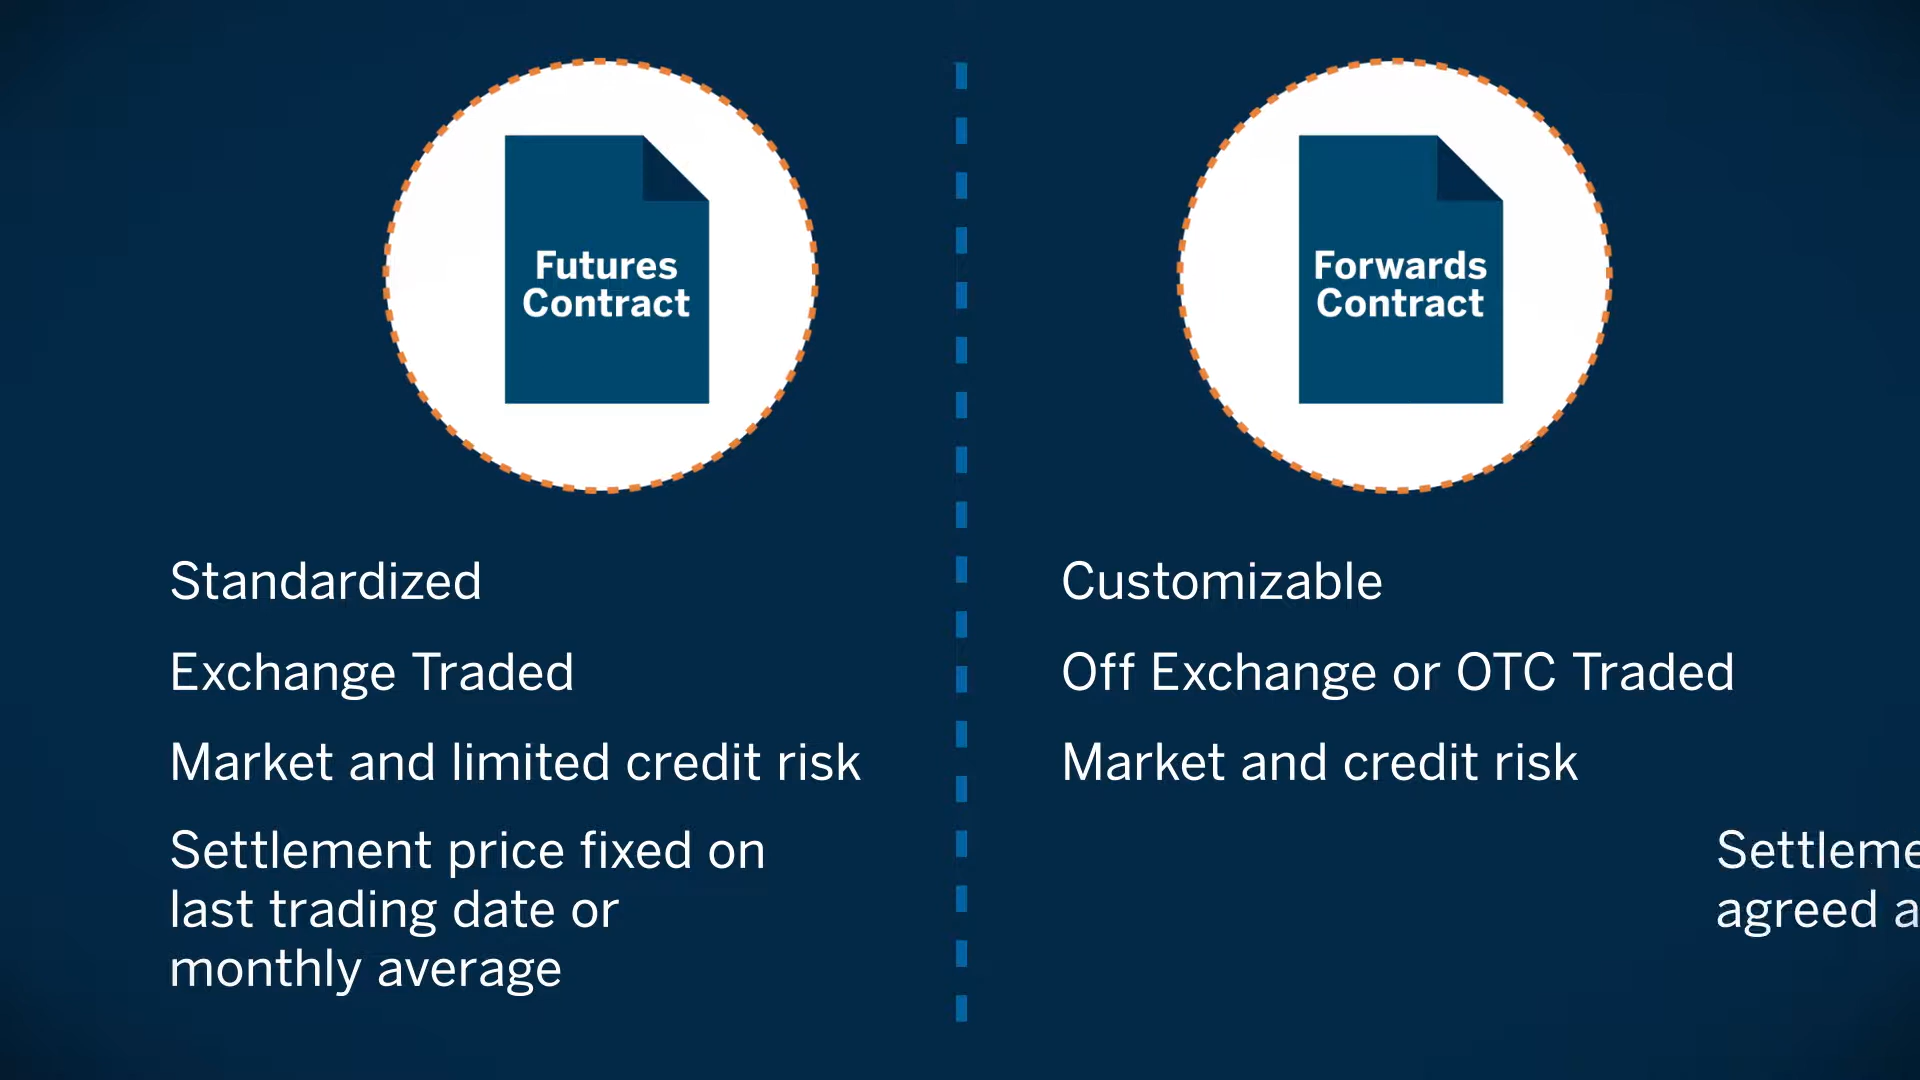 Futures
Contract
Standardized
Exchange Traded
Market and limited credit risk
Settlement price fixed on
last trading date or
monthly average
Forwards
Contract
Customizable
Off Exchange or OTC Traded
Market and credit risk
agreed